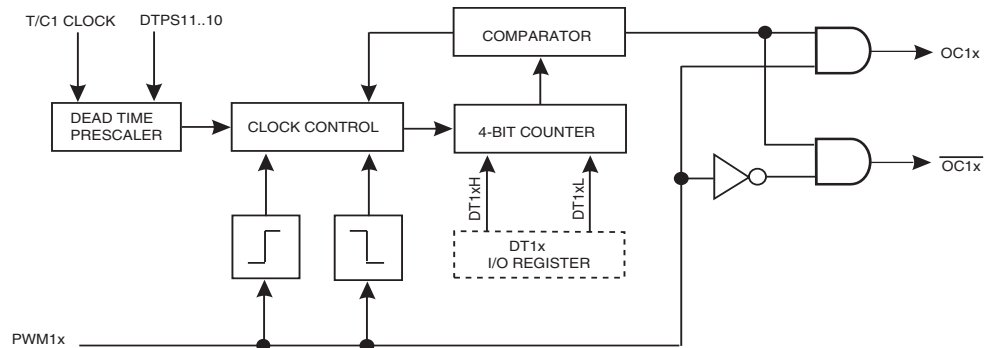 T/C1 CLOCK
DTPS11..10
COMPARATOR
OC1x
DEAD TIME
PRESCALER
CLOCK CONTROL
4-BIT COUNTER
OC1x
DT1xH
DT1xL
DT1x
I/O REGISTER
PWM1x